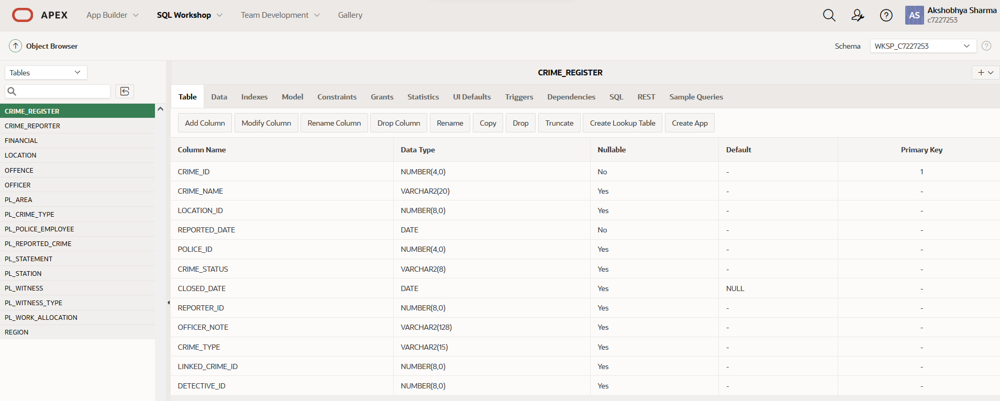 APEX App Builder SQL Workshop Team Development Gallery AS Akshobhya Sharma
c7227253
Object Browser Schema WKSP_C7227253 ?
Tables
CRIME_REGISTER
CRIME_REPORTER
FINANCIAL
LOCATION
OFFENCE
OFFICER
PL_AREA
PL_CRIME_TYPE
PL_POLICE_EMPLOYEE
PL_REPORTED_CRIME
PL_STATEMENT
PL_STATION
PL_WITNESS
PL_WITNESS_TYPE
PL_WORK_ALLOCATION
REGION
CRIME_REGISTER
Table Data Indexes Model Constraints Grants Statistics UI Defaults Triggers Dependencies SQL REST Sample Queries
Add Column Modify Column Rename Column Drop Column Rename Copy Drop Truncate Create Lookup Table Create App
Column Name Data Type Nullable Default Primary Key
CRIME_ID NUMBER(4,0) No - 1
CRIME_NAME VARCHAR2(20) Yes - -
LOCATION_ID NUMBER(8,0) Yes - -
REPORTED_DATE DATE No - -
POLICE_ID NUMBER(4,0) Yes - -
CRIME_STATUS VARCHAR2(8) Yes - -
CLOSED_DATE DATE Yes NULL -
REPORTER_ID NUMBER(8,0) Yes - -
OFFICER_NOTE VARCHAR2(128) Yes - -
CRIME_TYPE VARCHAR2(15) Yes - -
LINKED_CRIME_ID NUMBER(8,0) Yes - -
DETECTIVE_ID NUMBER(8,0) Yes - -